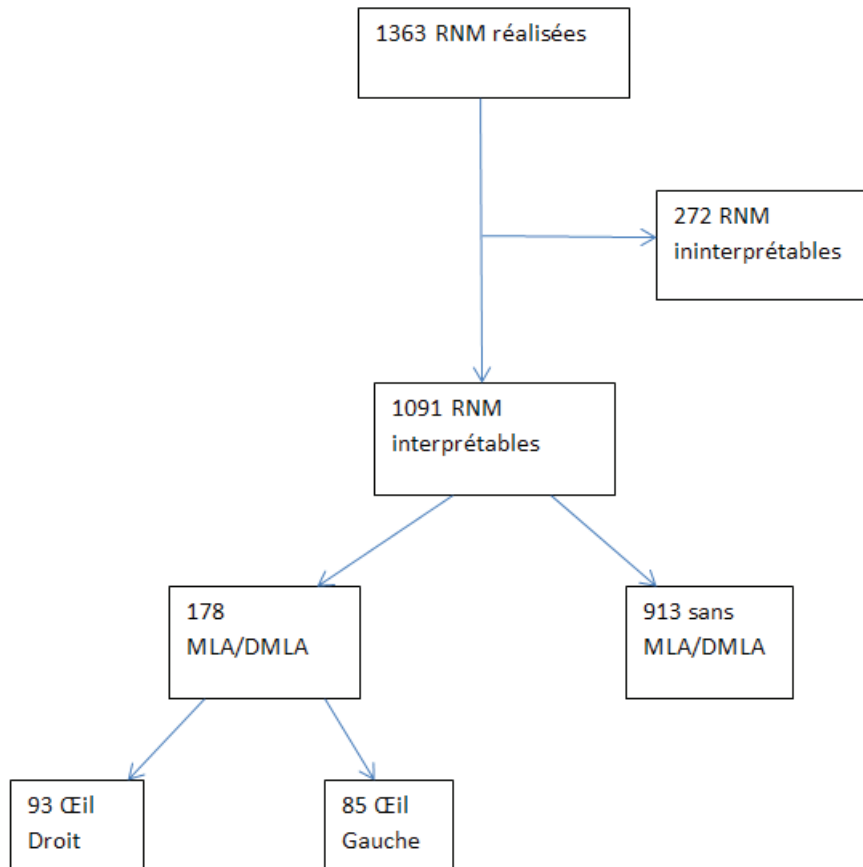 1363 RNM réalisées
272 RNM
ininterprétables
1091 RNM
interprétables
178
MLA/DMLA
913 sans
MLA/DMLA
93 Œil
Droit
85 Œil
Gauche